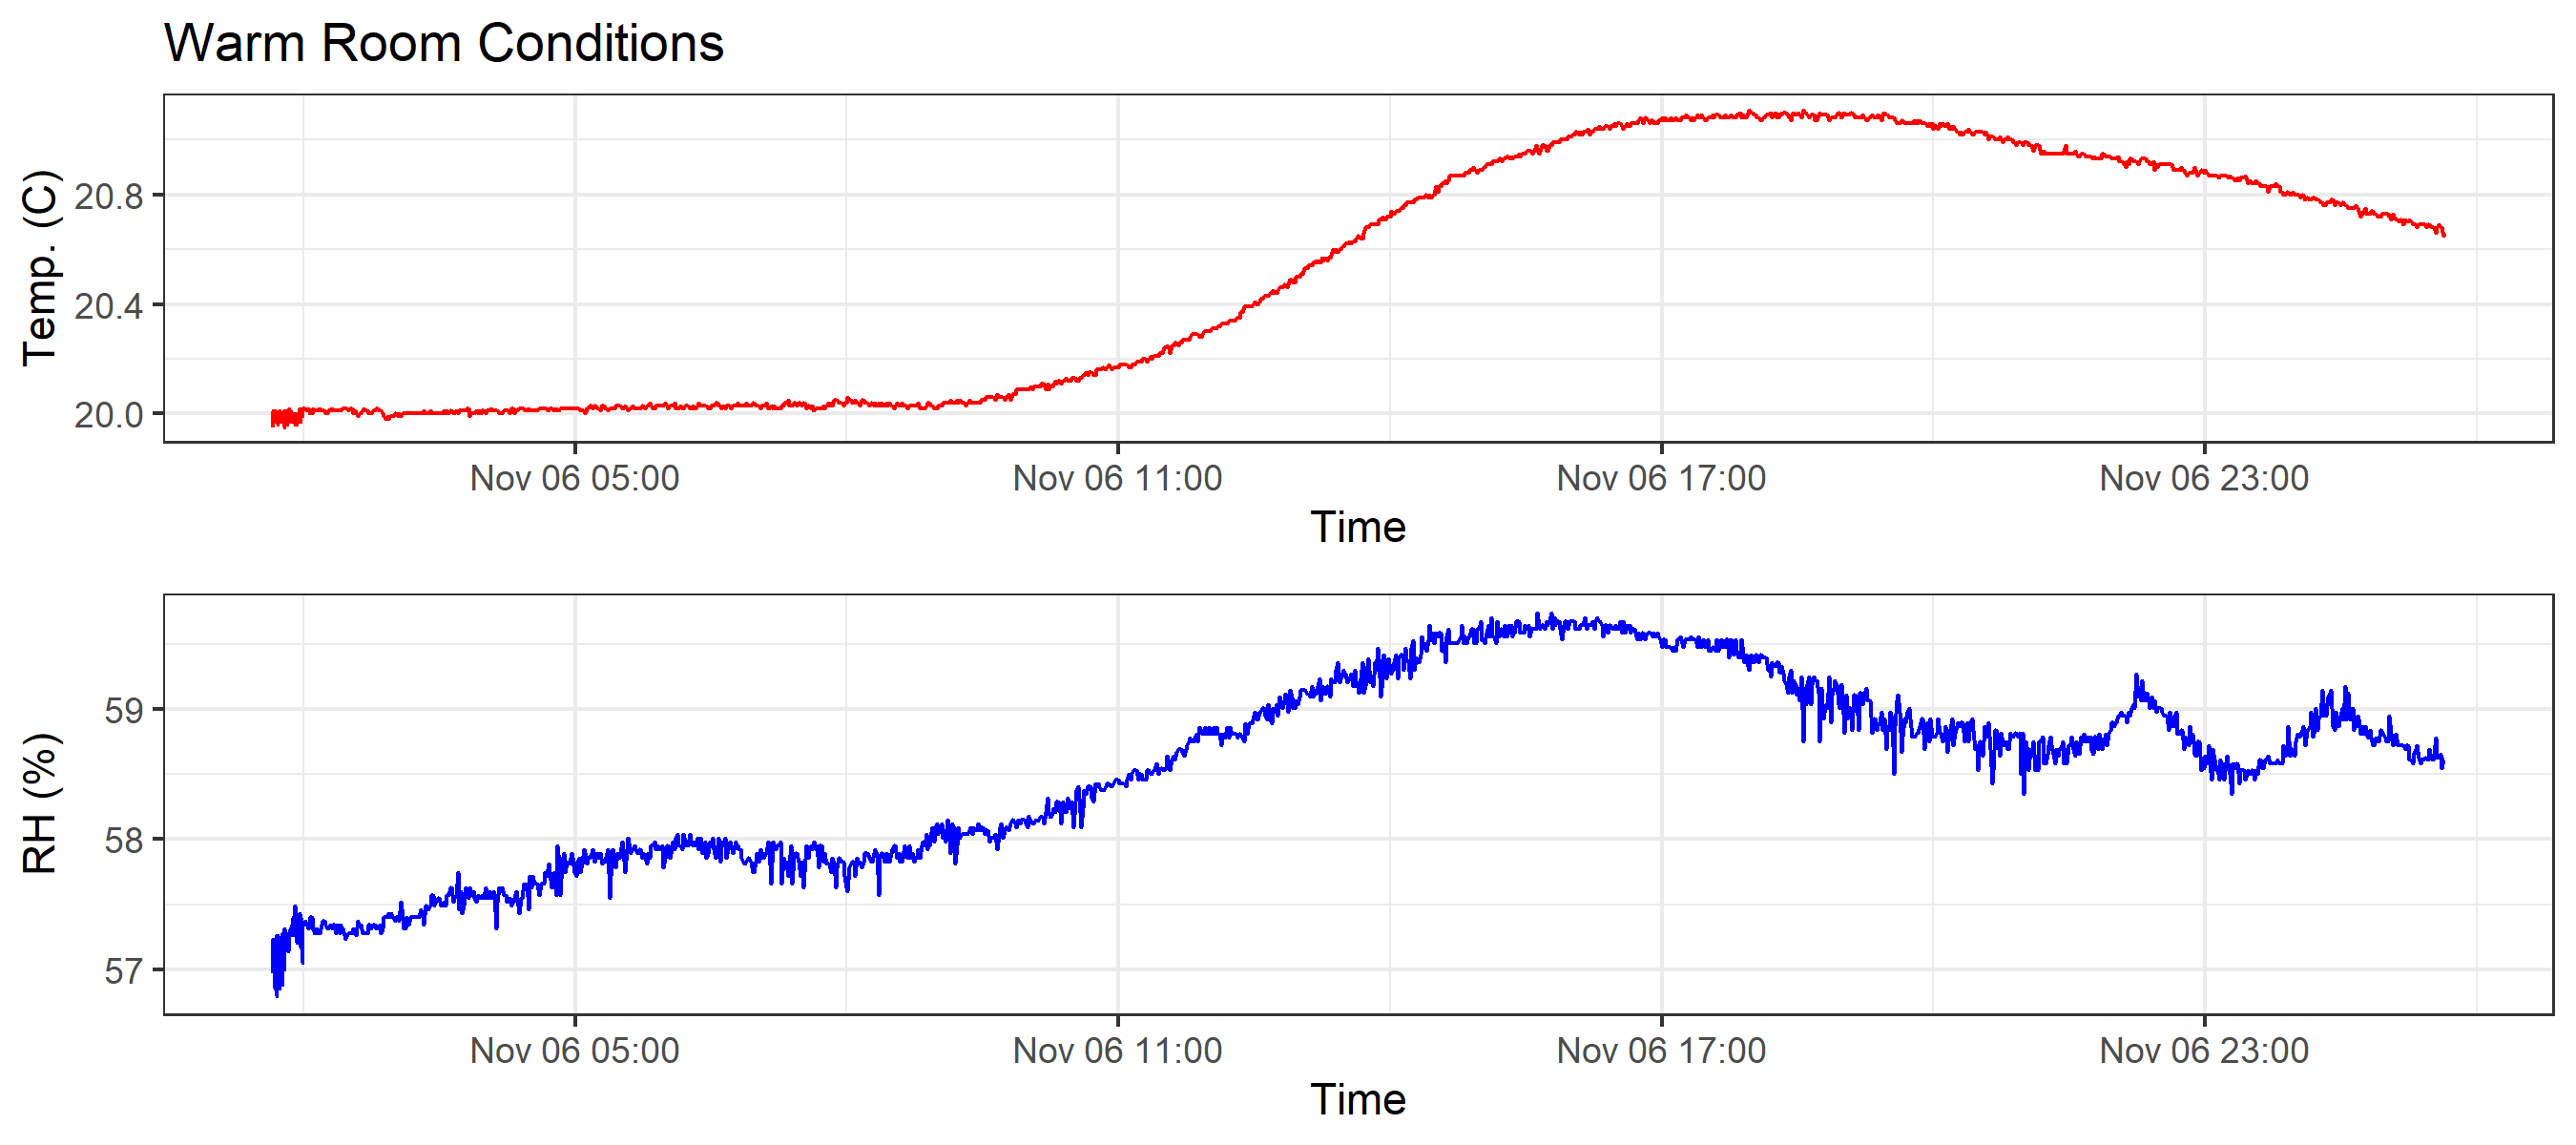 Warm Room Conditions
Temp. (C)
20.8
20.4
20.0
Nov 06 05:00 Nov 06 11:00 Nov 06 17:00 Nov 06 23:00
Time
RH (%)
59
58
57
Nov 06 05:00 Nov 06 11:00 Nov 06 17:00 Nov 06 23:00
Time